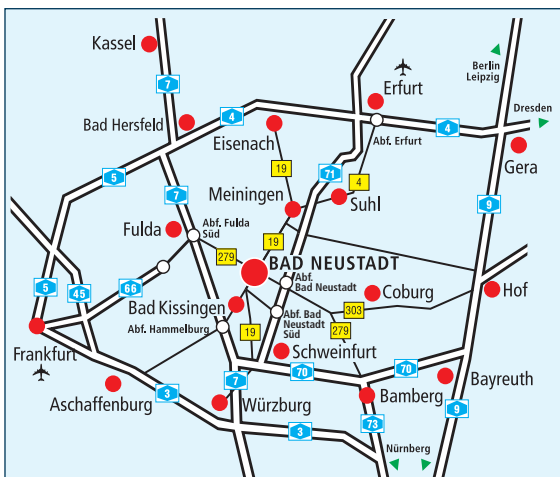 Kassel
7
Berlin
Leipzig
Erfurt
Bad Hersfeld
4
Dresden
Eisenach
Abf. Erfurt
4
Gera
5
19
71
4
7
Meiningen
Suhl
9
Fulda
Abf. Fulda
Süd
19
279
BAD NEUSTADT
5
45
66
Abf.
Bad Neustadt
Coburg
Hof
Bad Kissingen
303
Abf. Hammelburg
Abf. Bad
Neustadt
Süd
19
279
Frankfurt
Schweinfurt
70
70
Aschaffenburg
3
7
Würzburg
Bamberg
Bayreuth
9
3
73
Nürnberg